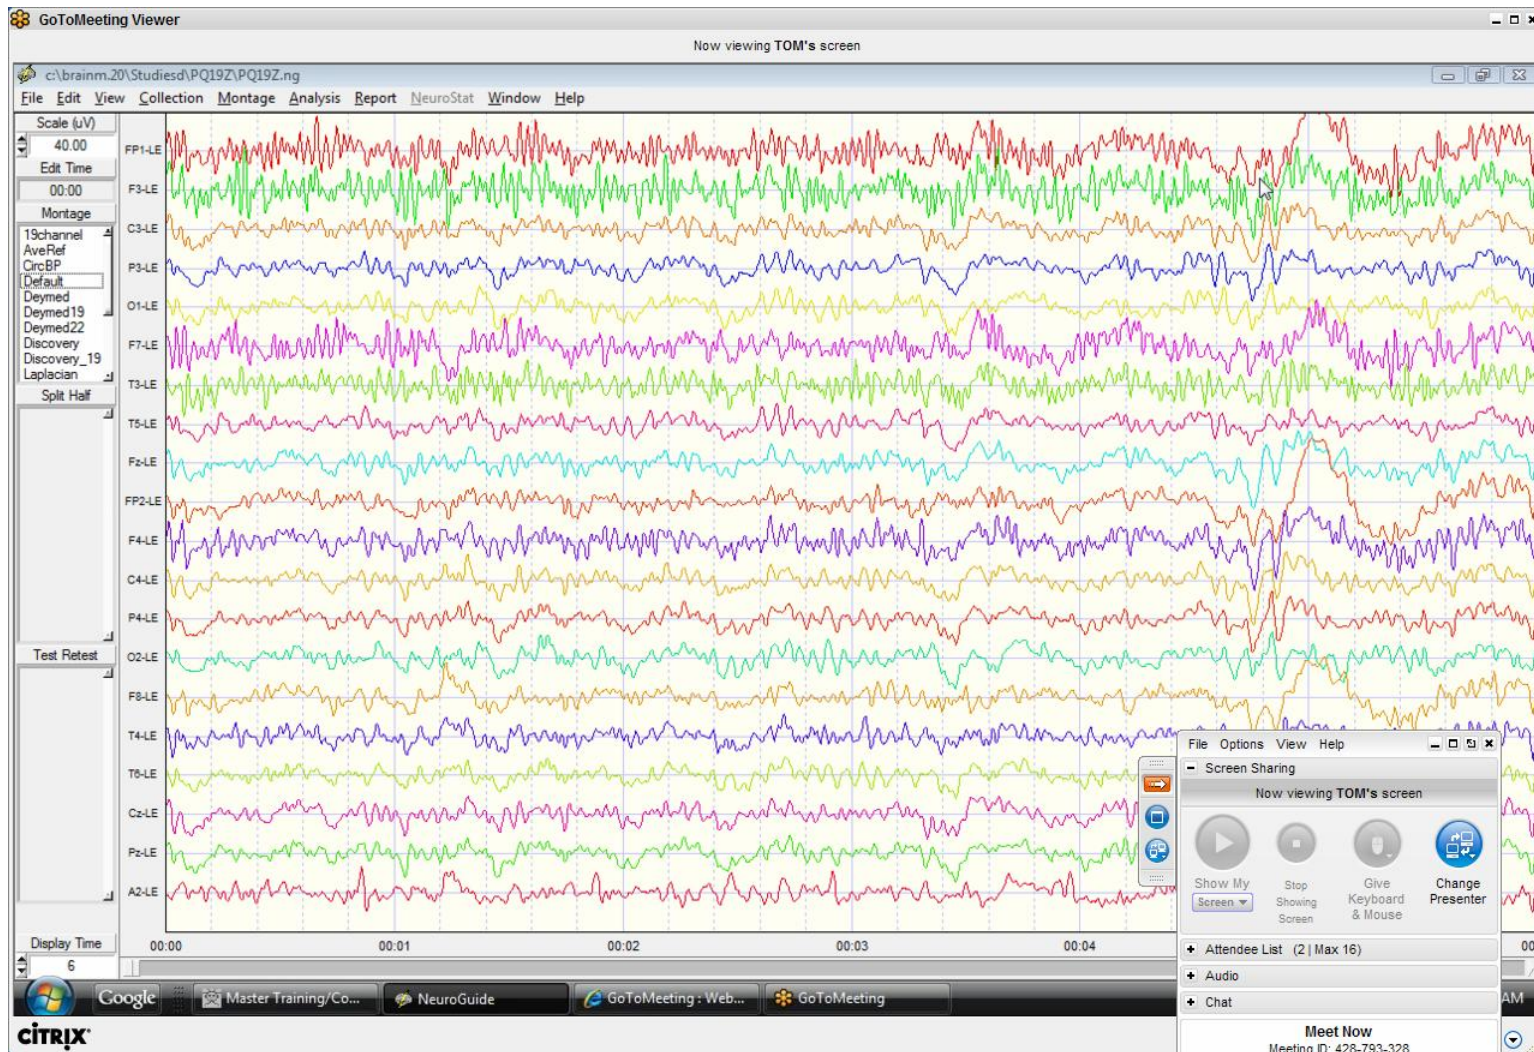 GoToMeeting Viewer
Now viewing TOM's screen
c:\brainm.20\Studiesd\PQ19Z\PQ19Z.ng
File Edit View Collection Montage Analysis Report NeuroStat Window Help
Scale (uV)
40.00
Edit Time
00:00
Montage
19channel
AveRef
CircBP
Default
Deymed
Deymed19
Deymed22
Discovery
Discovery_19
Laplacian
Split Half
Test Retest
Display Time
6
FP1-LE
F3-LE
C3-LE
P3-LE
O1-LE
F7-LE
T3-LE
T5-LE
Fz-LE
FP2-LE
F4-LE
C4-LE
P4-LE
O2-LE
F8-LE
T4-LE
T6-LE
Cz-LE
Pz-LE
A2-LE
00:00 00:01 00:02 00:03 00:04
File Options View Help
Screen Sharing
Now viewing TOM's screen
Show My
Screen
Stop
Showing
Screen
Give
Keyboard
& Mouse
Change
Presenter
Attendee List (2 | Max 16)
Audio
Chat
Meet Now
Meeting ID: 428-793-328
Google Master Training/Co... NeuroGuide GoToMeeting : Web... GoToMeeting AM
CITRIX